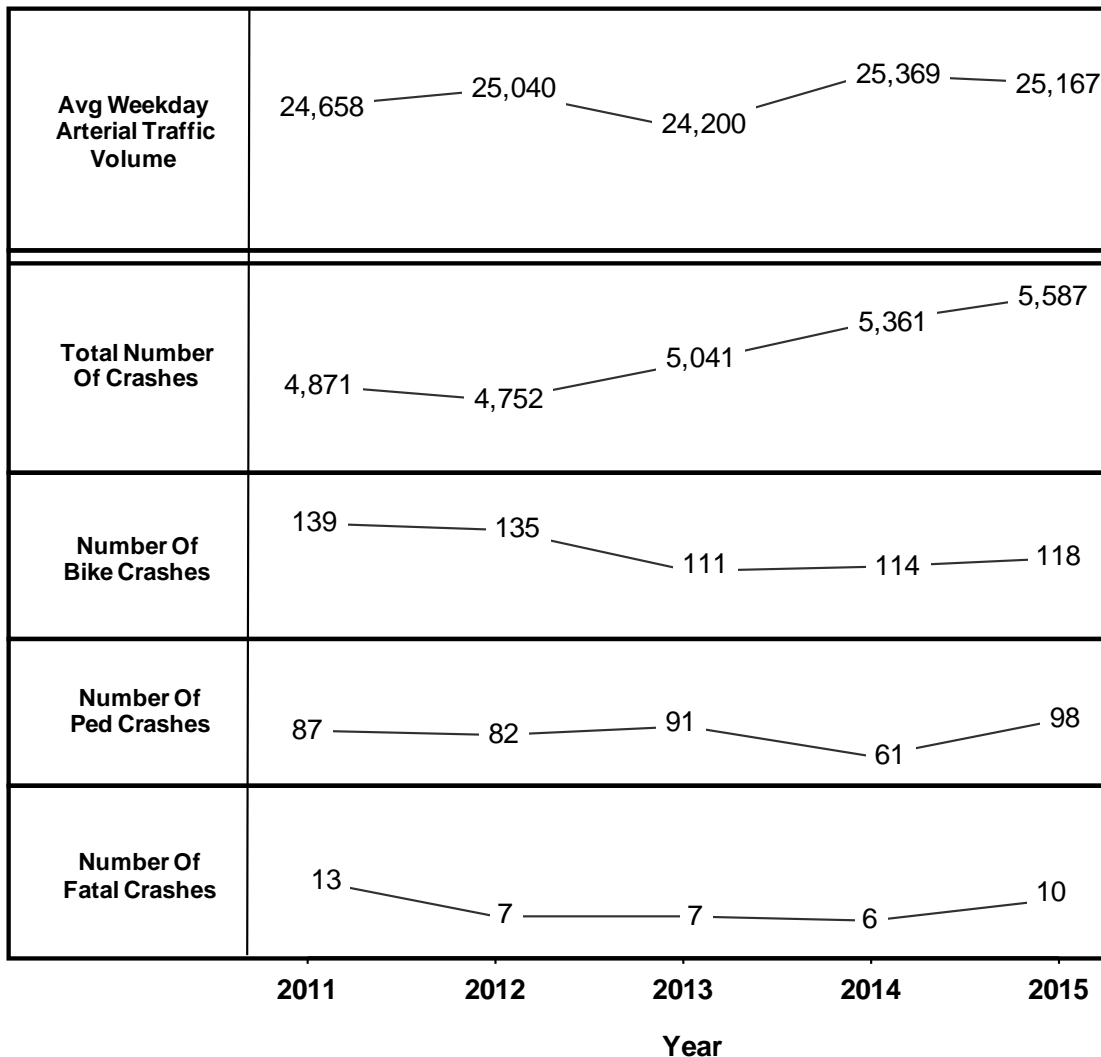 Avg Weekday
Arterial Traffic
Volume
24,658
25,040
24,200
25,369
25,167
Total Number
Of Crashes
4,871
4,752
5,041
5,361
5,587
Number Of
Bike Crashes
139
135
111
114
118
Number Of
Ped Crashes
87
82
91
61
98
Number Of
Fatal Crashes
13
7
7
6
10
2011
2012
2013
2014
2015
Year